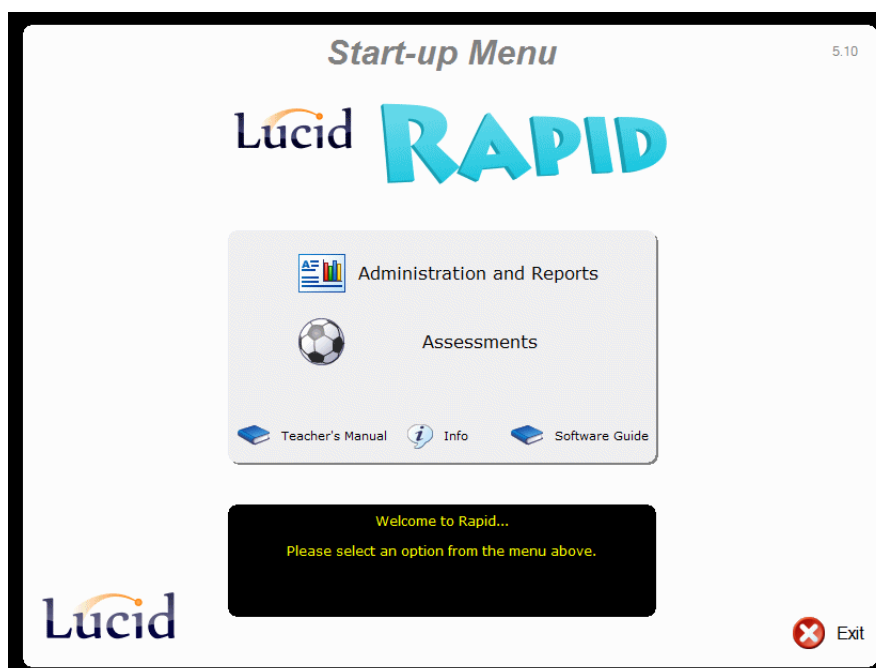 Start-up Menu
5.10
Lucid RAPID
Administration and Reports
Assessments
Teacher's Manual
Info
Software Guide
Welcome to Rapid...
Please select an option from the menu above.
Lucid
Exit